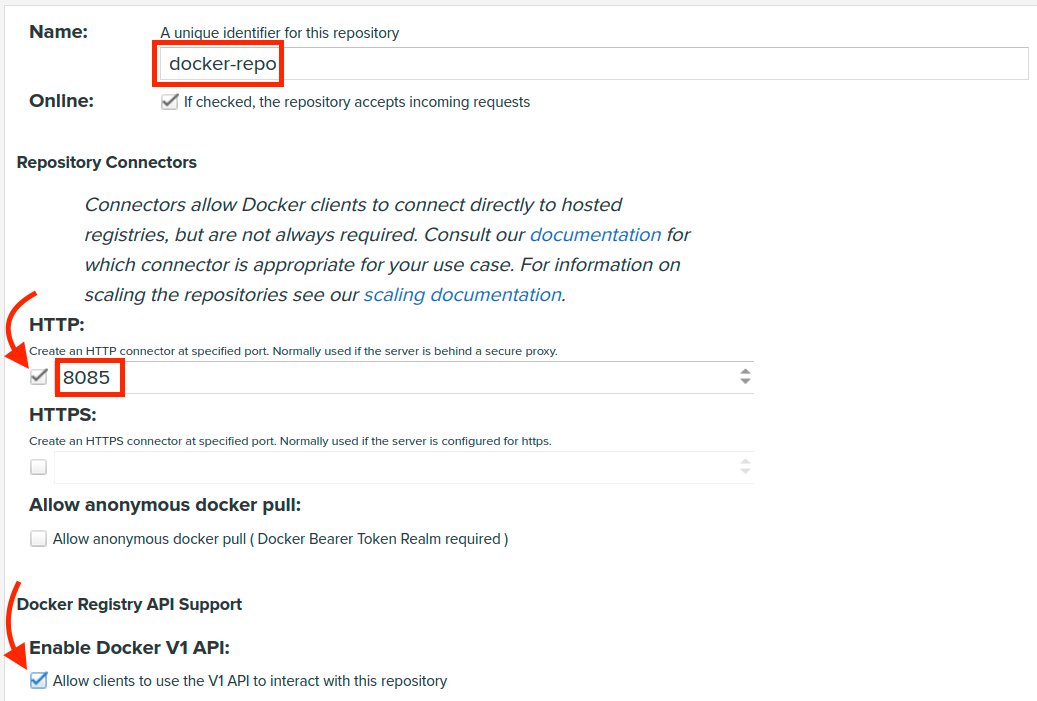 Name:
A unique identifier for this repository
docker-repo
Online:
If checked, the repository accepts incoming requests
Repository Connectors
Connectors allow Docker clients to connect directly to hosted
registries, but are not always required. Consult our documentation for
which connector is appropriate for your use case. For information on
scaling the repositories see our scaling documentation.
HTTP:
Create an HTTP connector at specified port. Normally used if the server is behind a secure proxy.
8085
HTTPS:
Create an HTTPS connector at specified port. Normally used if the server is configured for https.
Allow anonymous docker pull:
Allow anonymous docker pull ( Docker Bearer Token Realm required )
Docker Registry API Support
Enable Docker V1 API:
Allow clients to use the V1 API to interact with this repository